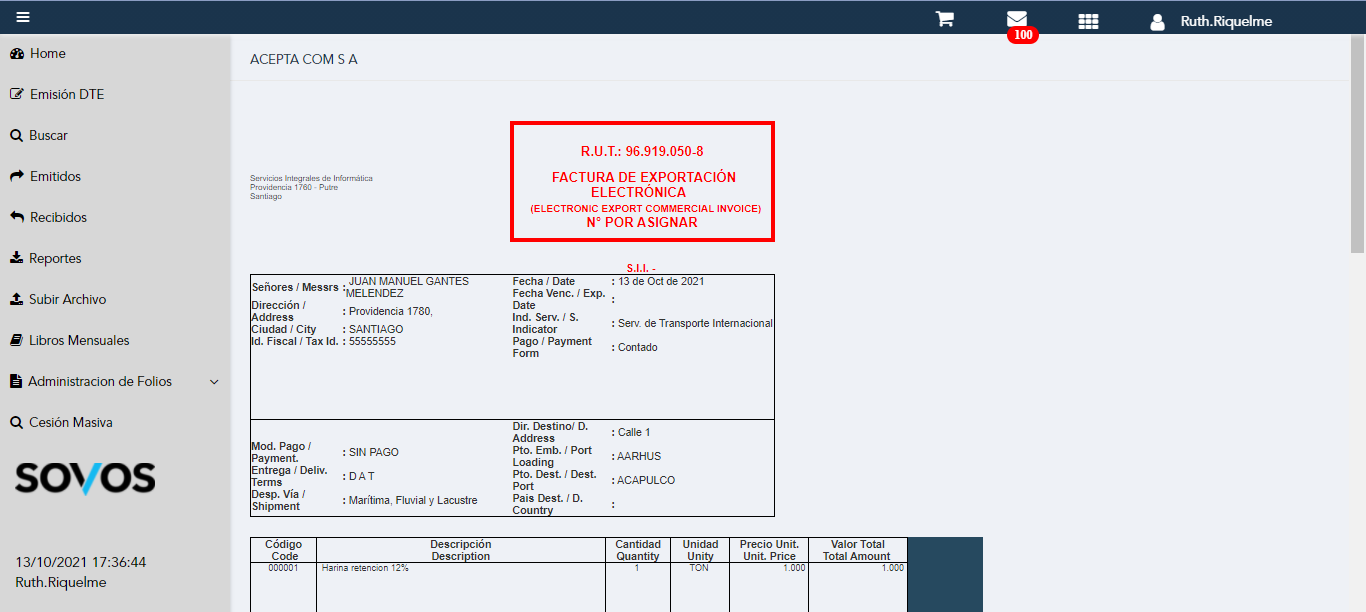 Ruth.Riquelme
100
Home
Emisión DTE
Buscar
Emitidos
Recibidos
Reportes
Subir Archivo
Libros Mensuales
Administracion de Folios
Cesión Masiva
SOVOS
13/10/2021 17:36:44
Ruth.Riquelme
ACEPTA COM S A
Servicios Integrales de Informática
Providencia 1760 - Putre
Santiago
R.U.T.: 96.919.050-8
FACTURA DE EXPORTACIÓN
ELECTRÓNICA
(ELECTRONIC EXPORT COMMERCIAL INVOICE)
N° POR ASIGNAR
S.I.I. -
Señores / Messrs : JUAN MANUEL GANTES
MELENDEZ
Dirección /
Address : Providencia 1780,
Ciudad / City : SANTIAGO
Id. Fiscal / Tax Id. : 55555555
Fecha / Date : 13 de Oct de 2021
Fecha Venc. / Exp.
Date :
Ind. Serv. / S.
Indicator : Serv. de Transporte Internacional
Pago / Payment
Form : Contado
Mod. Pago /
Payment. : SIN PAGO
Entrega / Deliv.
Terms : D A T
Desp. Vía /
Shipment : Marítima, Fluvial y Lacustre
Dir. Destino/ D.
Address : Calle 1
Pto. Emb. / Port
Loading : AARHUS
Pto. Dest. / Dest.
Port : ACAPULCO
Pais Dest. / D.
Country :
Código Descripción Cantidad Unidad Precio Unit. Valor Total
Code Description Quantity Unity Unit. Price Total Amount
000001 Harina retencion 12% 1 TON 1.000 1.000